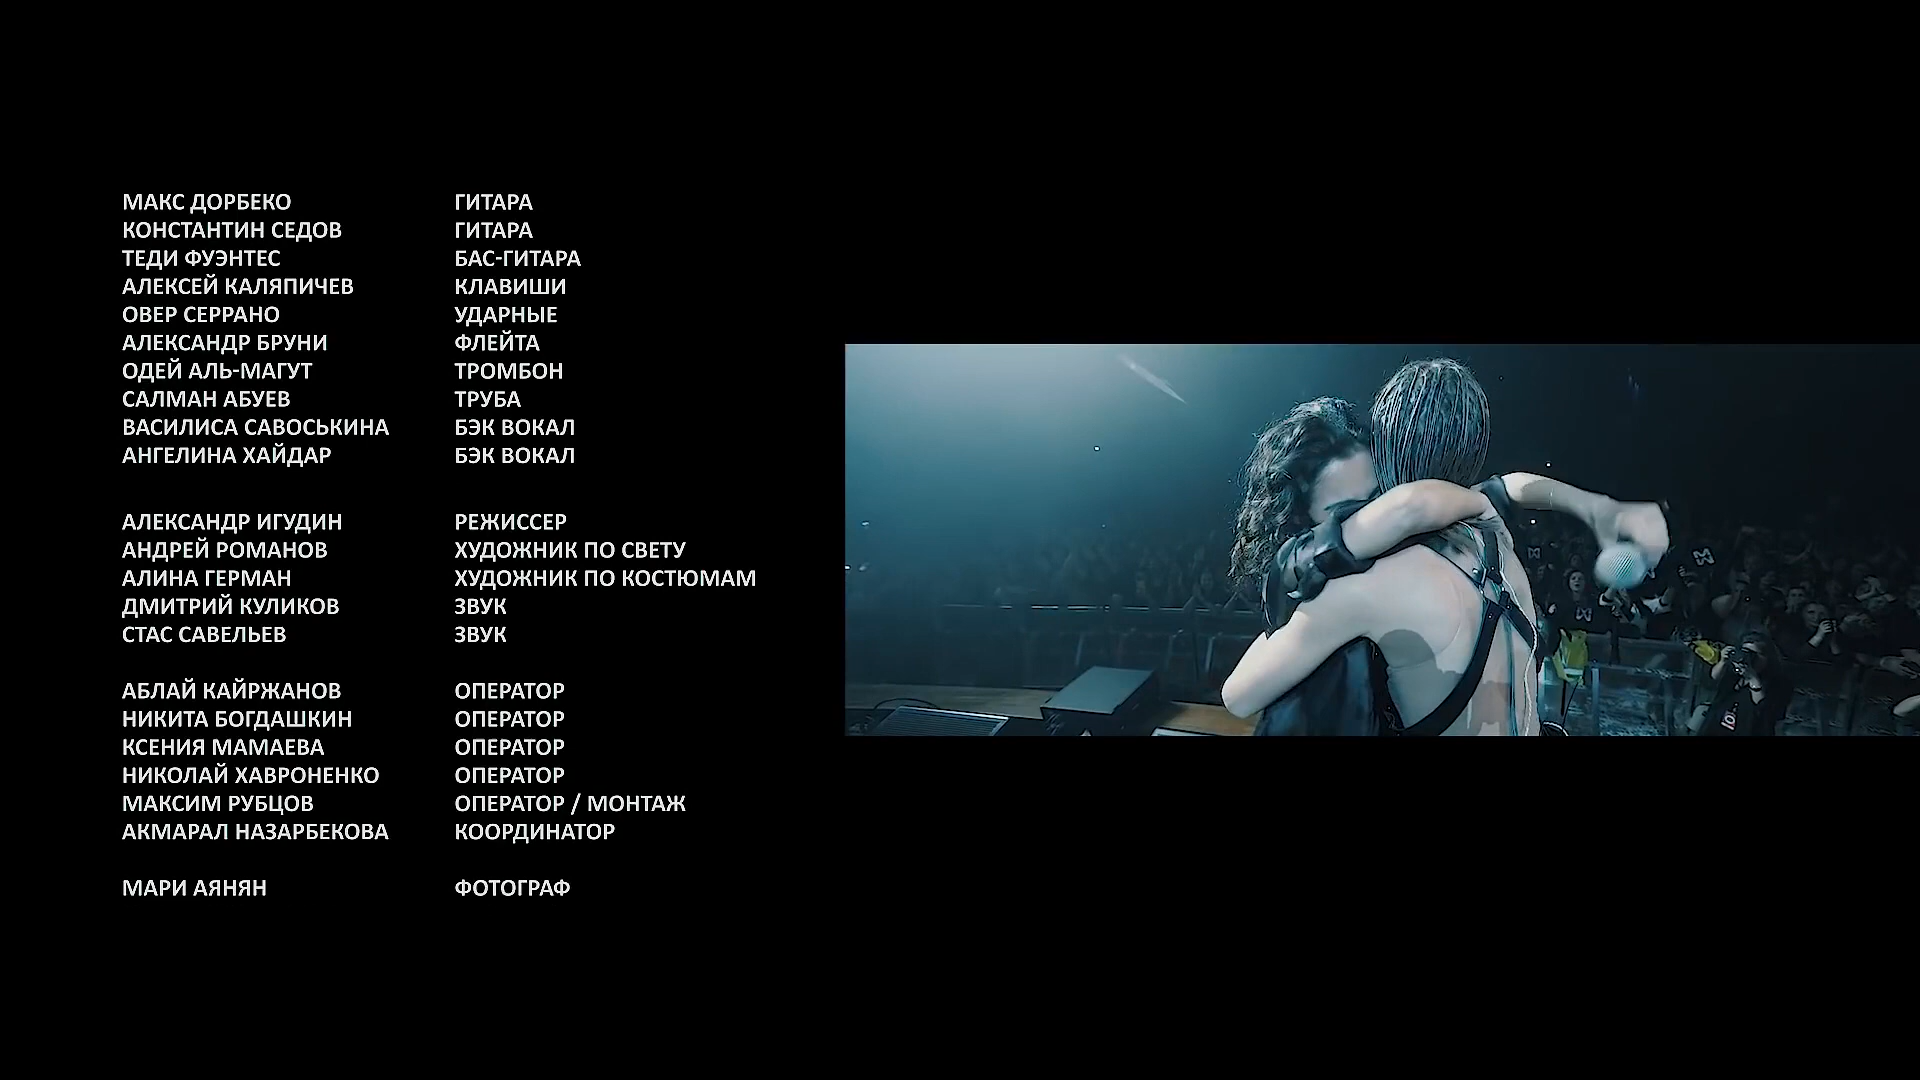 МАКС ДОРБЕКО ГИТАРА
КОНСТАНТИН СЕДОВ ГИТАРА
ТЕДИ ФУЭНТЕС БАС-ГИТАРА
АЛЕКСЕЙ КАЛЯПИЧЕВ КЛАВИШИ
ОВЕР СЕРРАНО УДАРНЫЕ
АЛЕКСАНДР БРУНИ ФЛЕЙТА
ОДЕЙ АЛЬ-МАГУТ ТРОМБОН
САЛМАН АБУЕВ ТРУБА
ВАСИЛИСА САВОСЬКИНА БЭК ВОКАЛ
АНГЕЛИНА ХАЙДАР БЭК ВОКАЛ
АЛЕКСАНДР ИГУДИН РЕЖИССЕР
АНДРЕЙ РОМАНОВ ХУДОЖНИК ПО СВЕТУ
АЛИНА ГЕРМАН ХУДОЖНИК ПО КОСТЮМАМ
ДМИТРИЙ КУЛИКОВ ЗВУК
СТАС САВЕЛЬЕВ ЗВУК
АБЛАЙ КАЙРЖАНОВ ОПЕРАТОР
НИКИТА БОГДАШКИН ОПЕРАТОР
КСЕНИЯ МАМАЕВА ОПЕРАТОР
НИКОЛАЙ ХАВРОНЕНКО ОПЕРАТОР
МАКСИМ РУБЦОВ ОПЕРАТОР / МОНТАЖ
АКМАРАЛ НАЗАРБЕКОВА КООРДИНАТОР
МАРИ АЯНЯН ФОТОГРАФ